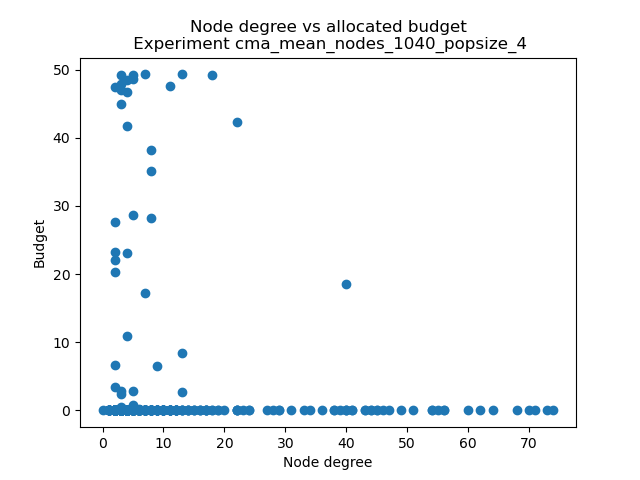 Node degree vs allocated budget
Experiment cma_mean_nodes_1040_popsize_4
50
40
30
20
10
0
Budget
0 10 20 30 40 50 60 70
Node degree